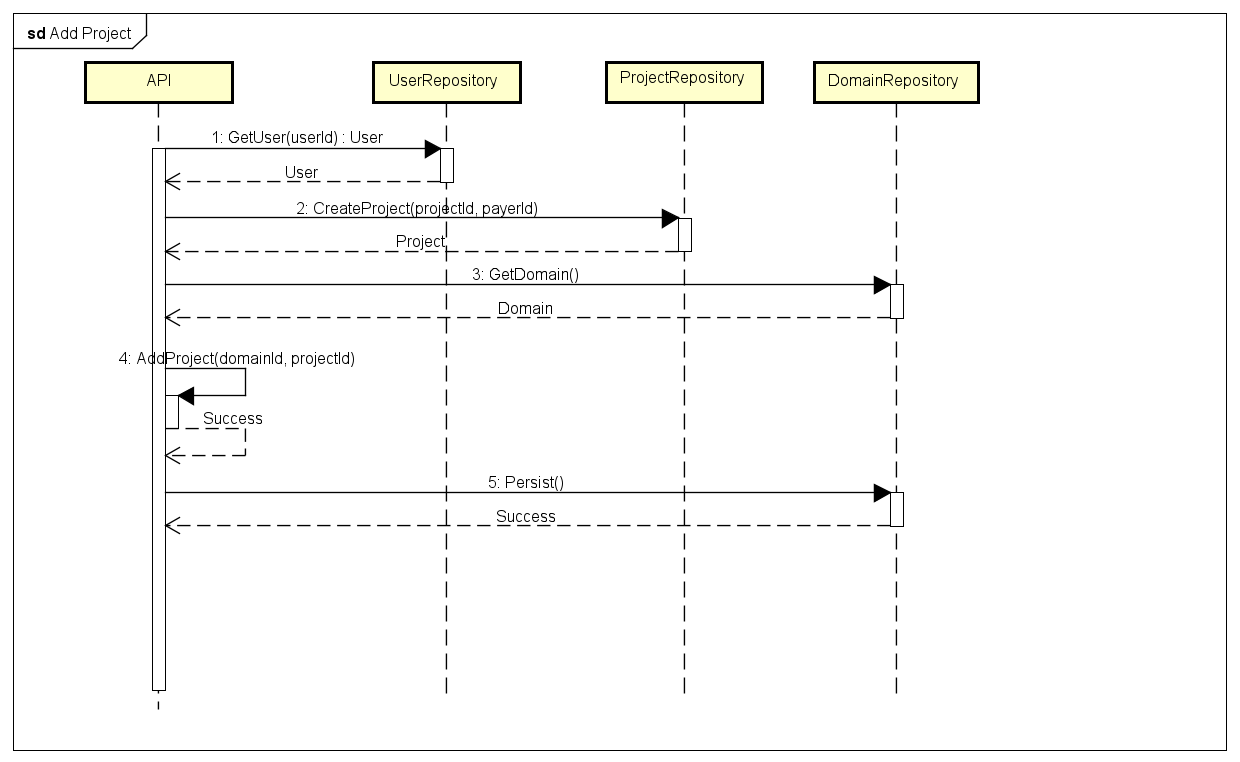 sd Add Project
API
UserRepository
ProjectRepository
DomainRepository
1: GetUser(userId) : User
User
2: CreateProject(projectId, payerId)
Project
3: GetDomain()
Domain
4: AddProject(domainId, projectId)
Success
5: Persist()
Success